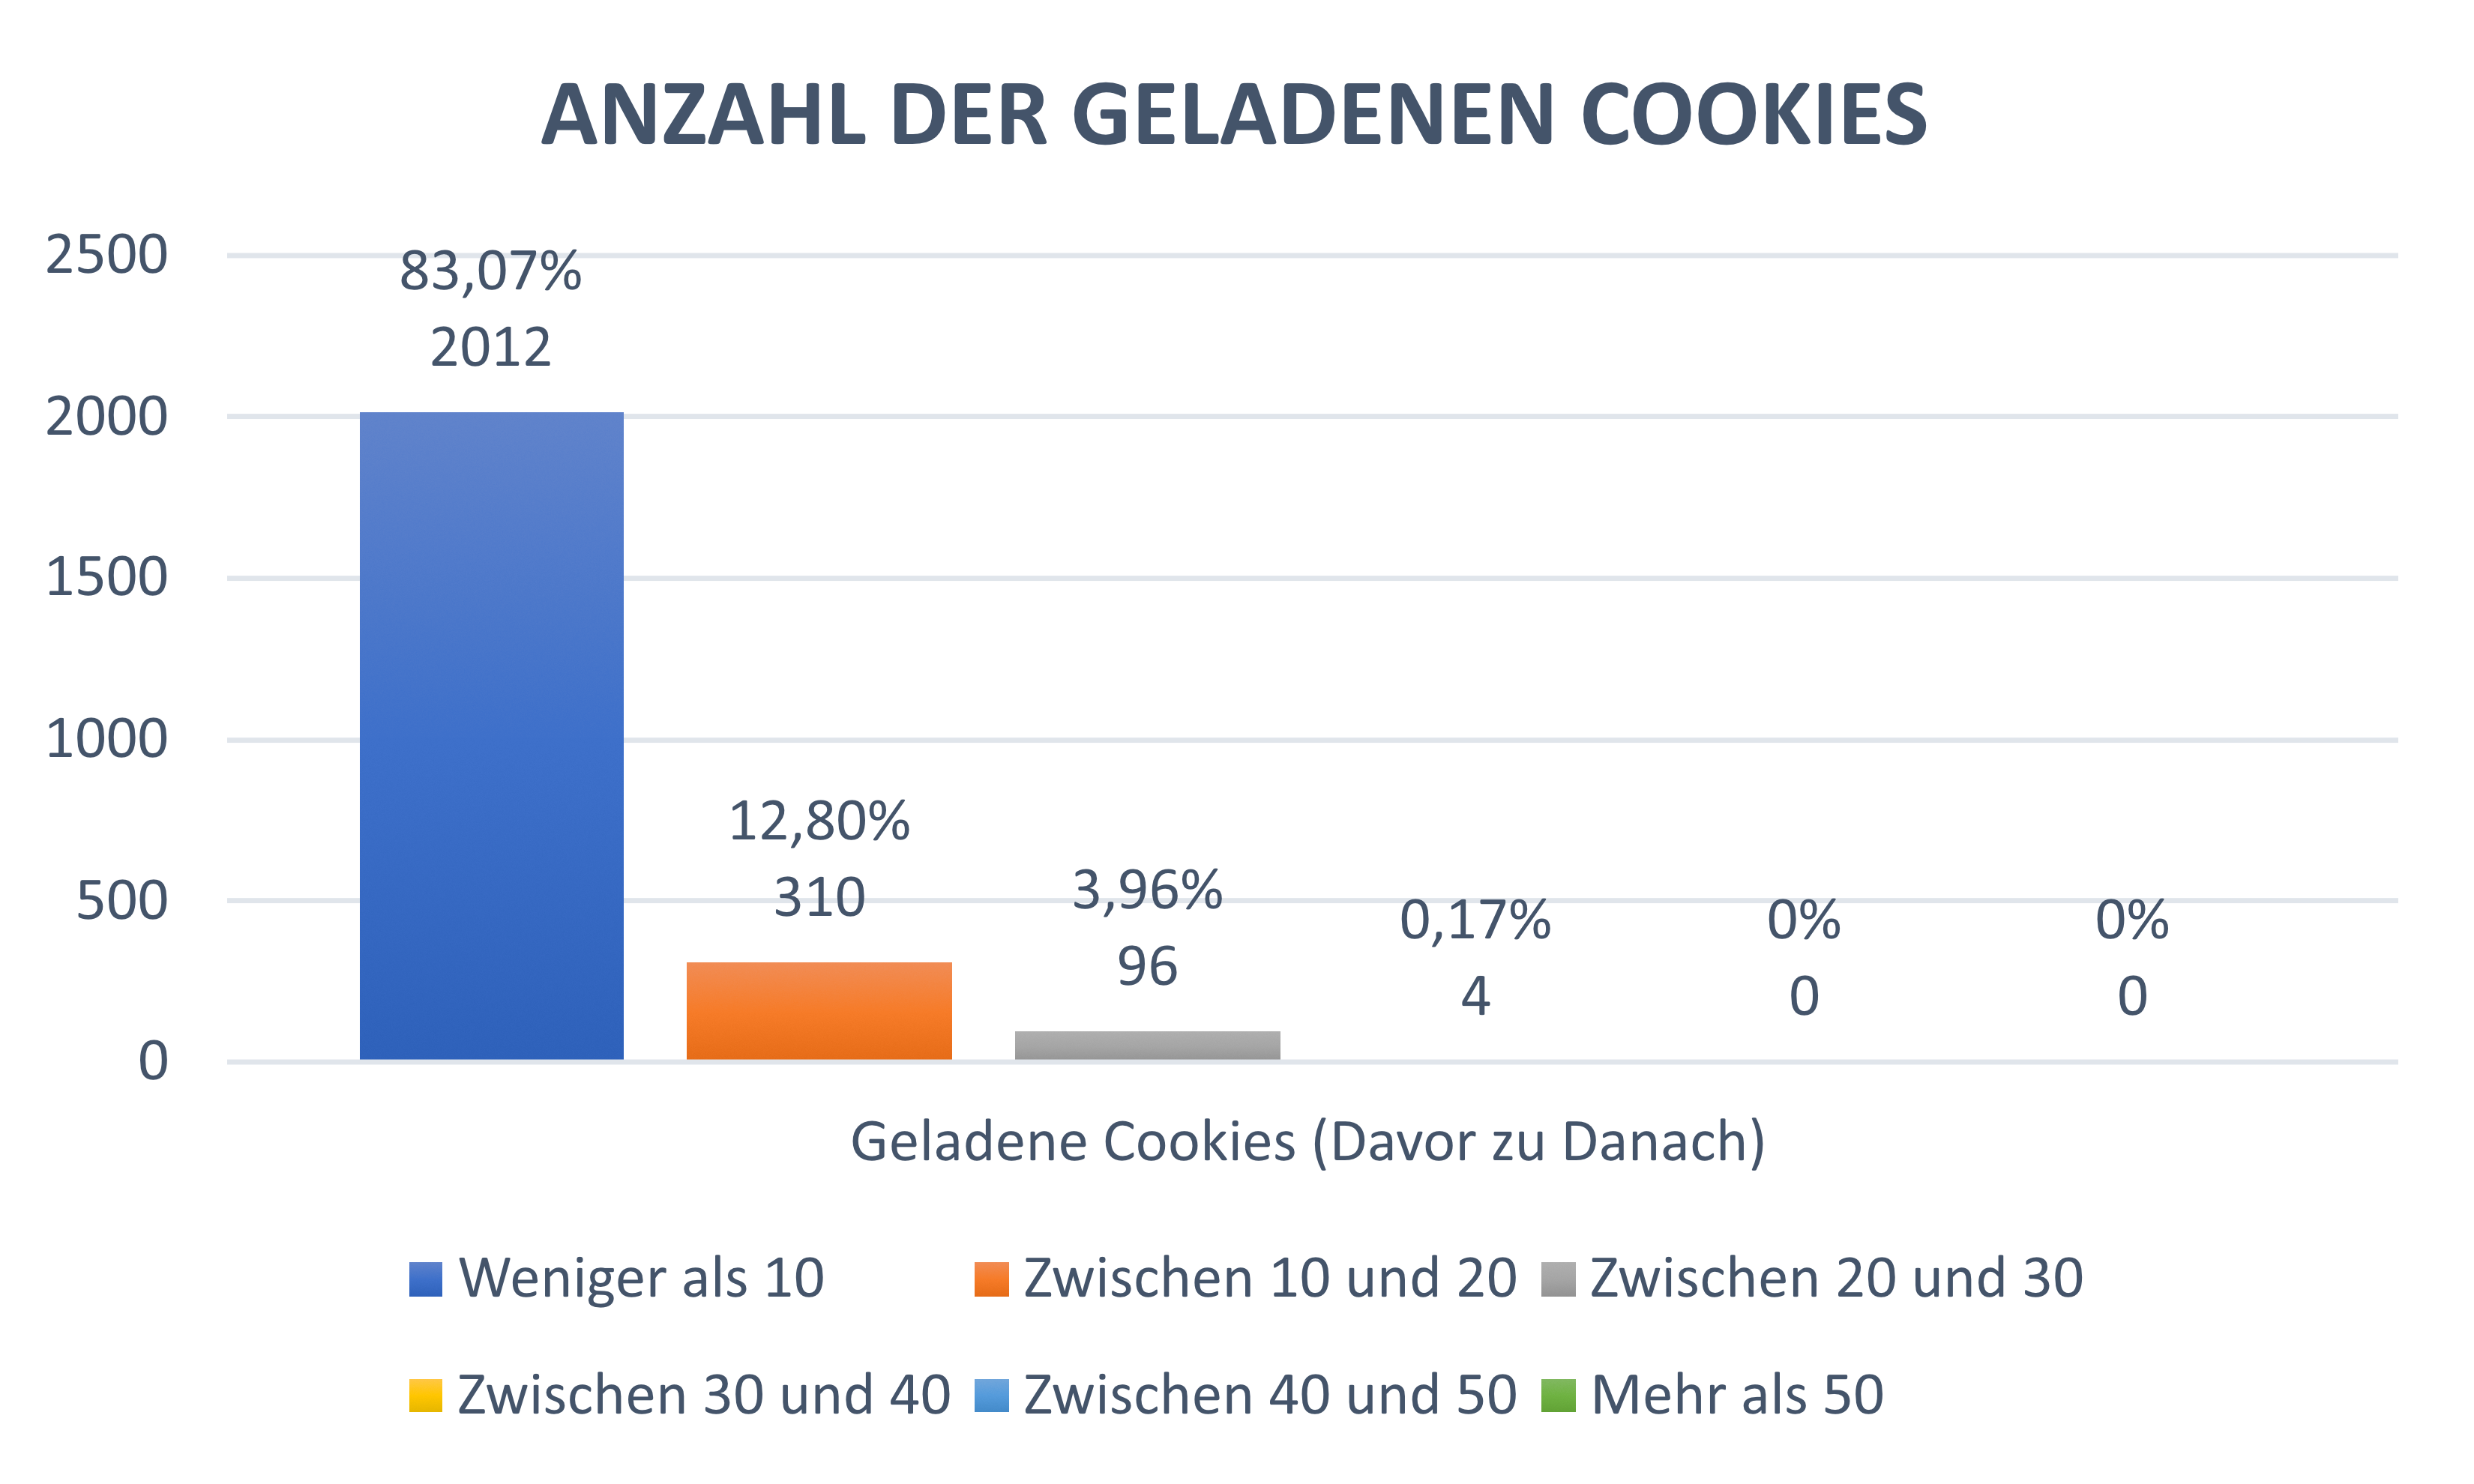 ANZAHL DER GELADENEN COOKIES
2500
2000
1500
1000
500
0
83,07%
2012
12,80%
310
3,96%
96
0,17%
4
0%
0
0%
0
Geladene Cookies (Davor zu Danach)
Weniger als 10
Zwischen 10 und 20
Zwischen 20 und 30
Zwischen 30 und 40
Zwischen 40 und 50
Mehr als 50